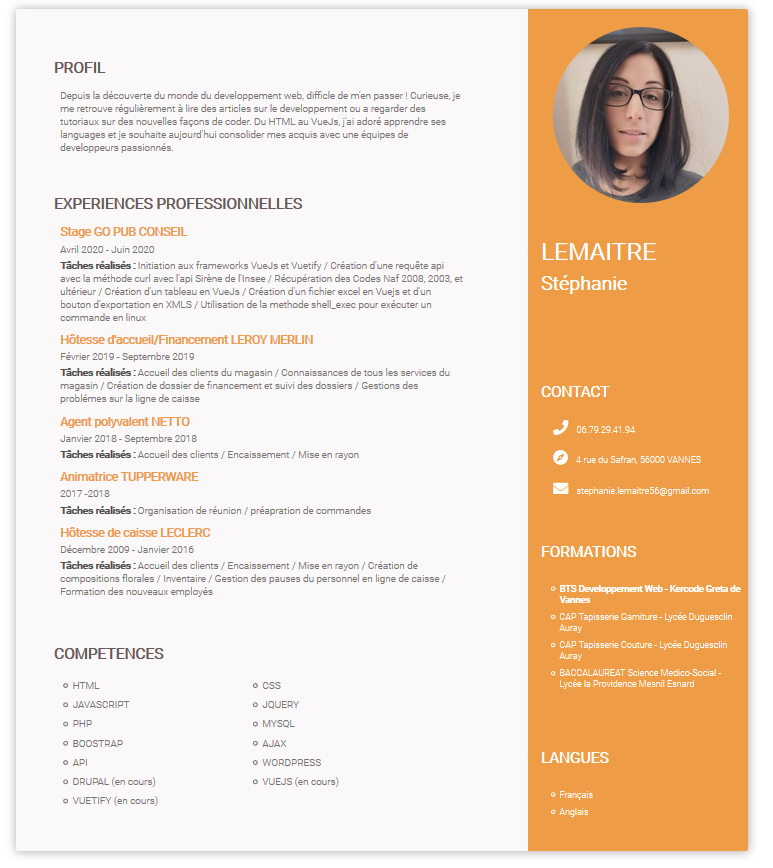 PROFIL
Depuis la découverte du monde du developpement web, difficle de m'en passer ! Curieuse, je
me retrouve régulièrement à lire des articles sur le developpement ou a regarder des
tutoriaux sur des nouvelles façons de coder. Du HTML au VueJs, j'ai adoré apprendre ses
languages et je souhaite aujourd'hui consolider mes acquis avec une équipes de
developpeurs passionnés.
EXPERIENCES PROFESSIONNELLES
Stage GO PUB CONSEIL
Avril 2020 - Juin 2020
Tâches réalisés : Initiation aux frameworks VueJs et Vuetify / Création d'une requête api
avec la méthode curl avec l'api Sirène de l'Insee / Récupération des Codes Naf 2008, 2003, et
ultérieur / Création d'un tableau en VueJs / Création d'un fichier excel en Vuejs et d'un
bouton d'exportation en XMLS / Utilisation de la methode shell_exec pour exécuter un
commande en linux
Hôtesse d'accueil/Financement LEROY MERLIN
Février 2019 - Septembre 2019
Tâches réalisés : Accueil des clients du magasin / Connaissances de tous les services du
magasin / Création de dossier de financement et suivi des dossiers / Gestions des
problémes sur la ligne de caisse
Agent polyvalent NETTO
Janvier 2018 - Septembre 2018
Tâches réalisés : Accueil des clients / Encaissement / Mise en rayon
Animatrice TUPPERWARE
2017 -2018
Tâches réalisés : Organisation de réunion / préapration de commandes
Hôtesse de caisse LECLERC
Décembre 2009 - Janvier 2016
Tâches réalisés : Accueil des clients / Encaissement / Mise en rayon / Création de
compositions florales / Inventaire / Gestion des pauses du personnel en ligne de caisse /
Formation des nouveaux employés
COMPETENCES
HTML
JAVASCRIPT
PHP
BOOSTRAP
API
DRUPAL (en cours)
VUETIFY (en cours)
CSS
JQUERY
MYSQL
AJAX
WORDPRESS
VUEJS (en cours)
LEMAITRE
Stéphanie
CONTACT
06.79.29.41.94
4 rue du Safran, 56000 VANNES
stephanie.lemaitre56@gmail.com
FORMATIONS
BTS Developpement Web - Kercode Greta de
Vannes
CAP Tapisserie Garniture - Lycée Duguesclin
Auray
CAP Tapisserie Couture - Lycée Duguesclin
Auray
BACCALAUREAT Science Medico-Social -
Lycée la Providence Mesnil Esnard
LANGUES
Français
Anglais